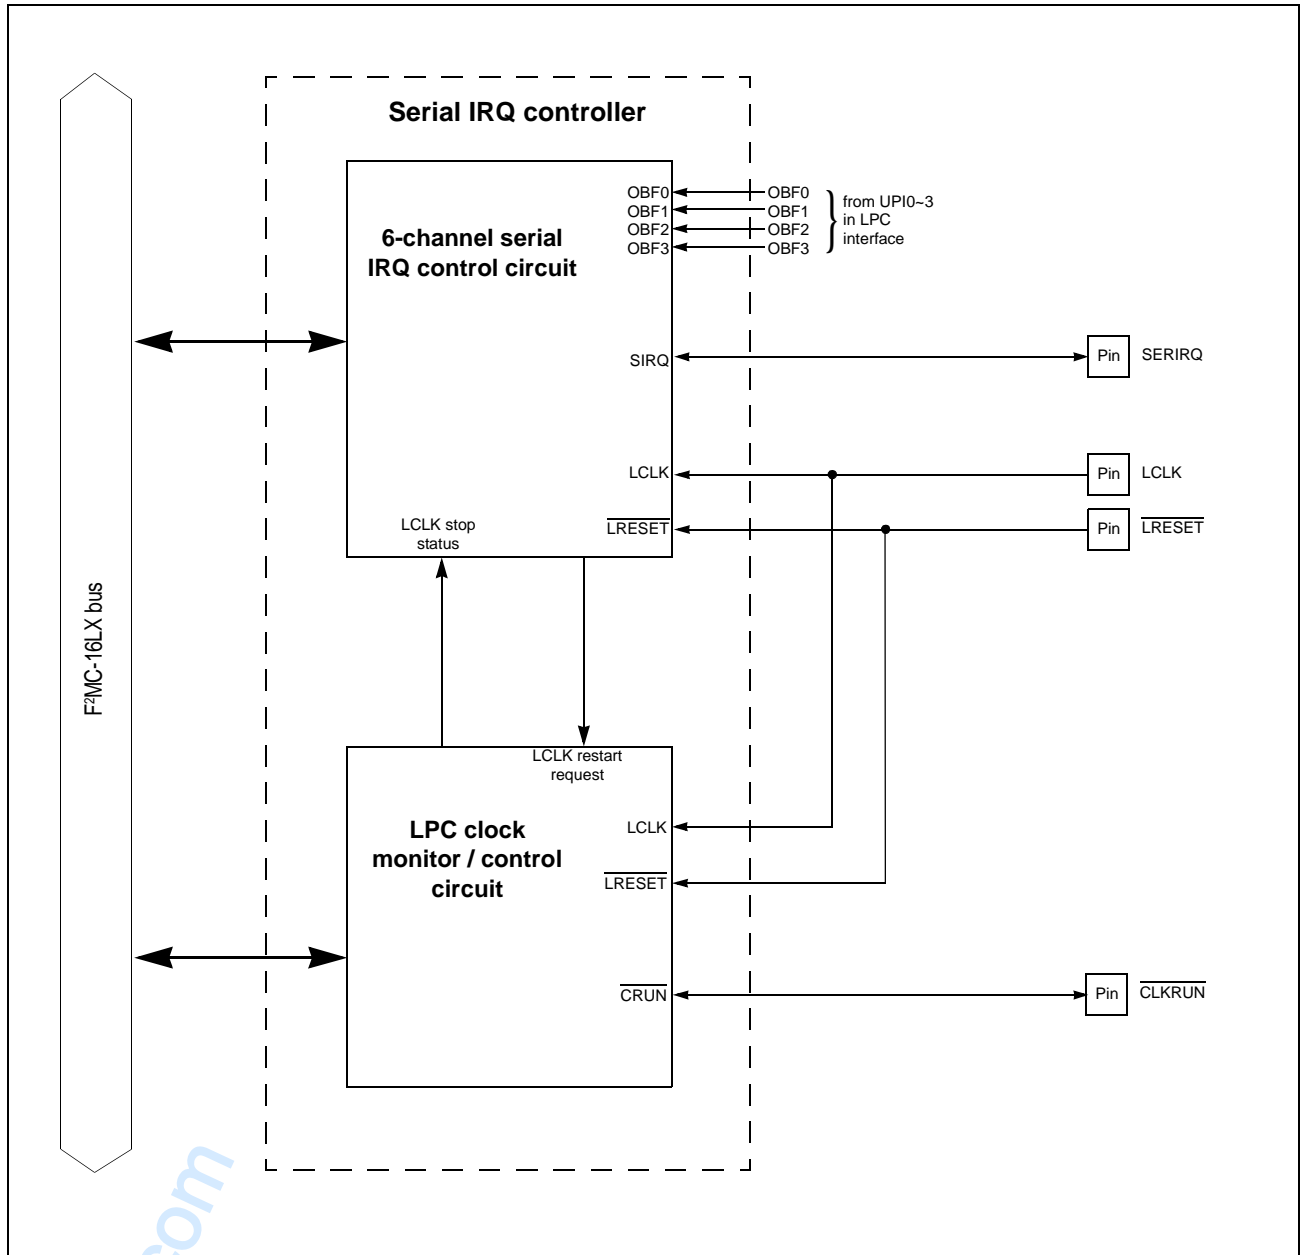 Serial IRQ controller
6-channel serial
IRQ control circuit
OBF0
OBF1
OBF2
OBF3
OBF0
OBF1
OBF2
OBF3
from UPI0~3
in LPC
interface
SIRQ
Pin
SERIRQ
LCLK
Pin
LCLK
LRESET
Pin
LRESET
LCLK stop
status
F²MC-16LX bus
LCLK restart
request
LPC clock
monitor / control
circuit
LCLK
LRESET
CRUN
Pin
CLKRUN
com